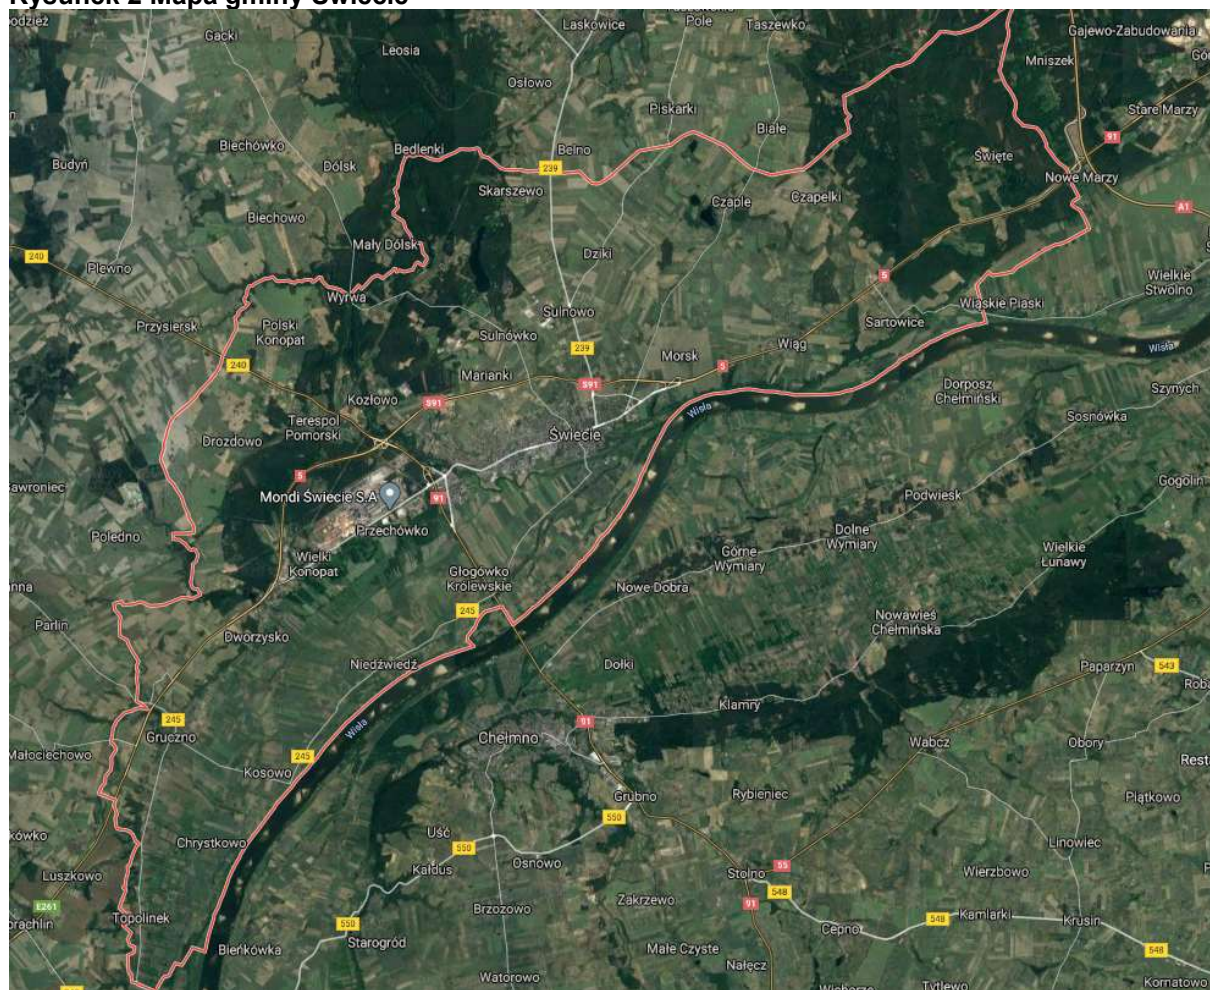 Rysunek 2 Mapa gminy Świecie
Gacki
Laskowice
Pole
Taszewko
Gajewo-Zabudowania
Leosia
Mniszek
Osłowo
Piskarki
Stare Marzy
Białe
91
Biechówko
Bedlenki
Belno
Święte
Budyń
Dólsk
239
Nowe Marzy
Skarszewo
Czaple
Czapelki
A1
Biechowo
Mały Dólsk
Dziki
240
Plewno
5
Wielkie
Stwolno
Wyrwa
Wiąskie Piaski
Sulnowo
Przysiersk
Polski
Konopat
Sartowice
Sulnówko
239
Morsk
Wiąg
Wisła
240
5
Marianki
S91
Dorposz
Chełmiński
Szynych
Kozłowo
S91
Wisła
Sosnówka
Terespol
Pomorski
Drozdowo
Świecie
5
Gogolin
Sawroniec
Mondi Świecie S.A
91
Podwiesk
Poledno
Przechówko
Dolne
Wymiary
Wielki
Konopat
Górne
Wymiary
Wielkie
Łunawy
Głogówko
Królewskie
Nowe Dobra
245
Parlin
Nowawieś
Chełmińska
Dworzysko
Niedźwiedź
Dołki
Paparzyn
543
Klamry
245
Wisła
91
Gruczno
Chełmno
Wabcz
Obory
Małociechowo
245
Kosowo
Grubno
Rybieniec
Piątkowo
550
Uść
Chrystkowo
550
Linowiec
Kałdus
Osnowo
55
Luszkowo
Stolno
Wierzbowo
548
E261
Brzozowo
Zakrzewo
91
Topolinek
550
Kamlarki
548
Krusin
Cepno
Bieńkówka
Starogród
Małe Czyste
548
Nałęcz
Watorowo
Kornatowo